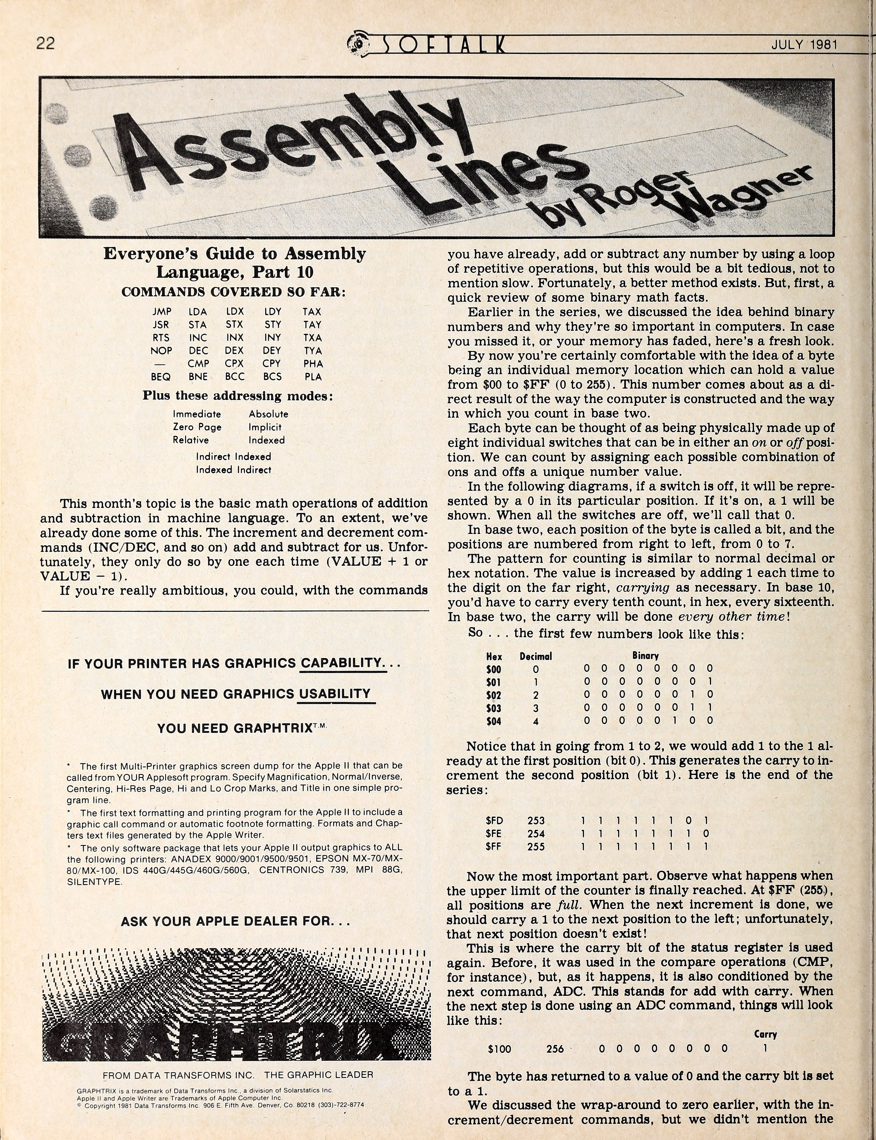 22
SOFTALK
JULY 1981
Assembly
Lines
by Roger
Wagner
Everyone's Guide to Assembly
Language, Part 10
COMMANDS COVERED SO FAR:
JMP LDA LDX LDY TAX
JSR STA STX STY TAY
RTS INC INX INY TXA
NOP DEC DEX DEY TYA
— CMP CPX CPY PHA
BEQ BNE BCC BCS PLA
Plus these addressing modes:
Immediate Absolute
Zero Page Implicit
Relative Indexed
Indirect Indexed
Indexed Indirect
This month's topic is the basic math operations of addition
and subtraction in machine language. To an extent, we've
already done some of this. The increment and decrement com-
mands (INC/DEC, and so on) add and subtract for us. Unfor-
tunately, they only do so by one each time (VALUE + 1 or
VALUE − 1).
If you're really ambitious, you could, with the commands
IF YOUR PRINTER HAS GRAPHICS CAPABILITY. . .
WHEN YOU NEED GRAPHICS USABILITY
YOU NEED GRAPHTRIX T.M.
* The first Multi-Printer graphics screen dump for the Apple II that can be
called from YOUR Applesoft program. Specify Magnification, Normal/Inverse,
Centering, Hi-Res Page, Hi and Lo Crop Marks, and Title in one simple pro-
gram line.
* The first text formatting and printing program for the Apple II to include a
graphic call command or automatic footnote formatting. Formats and Chap-
ters text files generated by the Apple Writer.
* The only software package that lets your Apple II output graphics to ALL
the following printers: ANADEX 9000/9001/9500/9501, EPSON MX-70/MX-
80/MX-100, IDS 440G/445G/460G/560G, CENTRONICS 739, MPI 88G,
SILENTYPE.
ASK YOUR APPLE DEALER FOR. . .
GRAPHTRIX
FROM DATA TRANSFORMS INC. THE GRAPHIC LEADER
GRAPHTRIX is a trademark of Data Transforms Inc., a division of Solarstatics Inc.
Apple II and Apple Writer are Trademarks of Apple Computer Inc.
© Copyright 1981 Data Transforms Inc. 906 E. Fifth Ave. Denver, Co. 80218 (303)-722-8774
you have already, add or subtract any number by using a loop
of repetitive operations, but this would be a bit tedious, not to
mention slow. Fortunately, a better method exists. But, first, a
quick review of some binary math facts.
Earlier in the series, we discussed the idea behind binary
numbers and why they're so important in computers. In case
you missed it, or your memory has faded, here's a fresh look.
By now you're certainly comfortable with the idea of a byte
being an individual memory location which can hold a value
from $00 to $FF (0 to 255). This number comes about as a di-
rect result of the way the computer is constructed and the way
in which you count in base two.
Each byte can be thought of as being physically made up of
eight individual switches that can be in either an on or off posi-
tion. We can count by assigning each possible combination of
ons and offs a unique number value.
In the following diagrams, if a switch is off, it will be repre-
sented by a 0 in its particular position. If it's on, a 1 will be
shown. When all the switches are off, we'll call that 0.
In base two, each position of the byte is called a bit, and the
positions are numbered from right to left, from 0 to 7.
The pattern for counting is similar to normal decimal or
hex notation. The value is increased by adding 1 each time to
the digit on the far right, carrying as necessary. In base 10,
you'd have to carry every tenth count, in hex, every sixteenth.
In base two, the carry will be done every other time!
So . . . the first few numbers look like this:
Hex Decimal Binary
$00 0 0 0 0 0 0 0 0 0
$01 1 0 0 0 0 0 0 0 1
$02 2 0 0 0 0 0 0 1 0
$03 3 0 0 0 0 0 0 1 1
$04 4 0 0 0 0 0 1 0 0
Notice that in going from 1 to 2, we would add 1 to the 1 al-
ready at the first position (bit 0). This generates the carry to in-
crement the second position (bit 1). Here is the end of the
series:
$FD 253 1 1 1 1 1 1 0 1
$FE 254 1 1 1 1 1 1 1 0
$FF 255 1 1 1 1 1 1 1 1
Now the most important part. Observe what happens when
the upper limit of the counter is finally reached. At $FF (255),
all positions are full. When the next increment is done, we
should carry a 1 to the next position to the left; unfortunately,
that next position doesn't exist!
This is where the carry bit of the status register is used
again. Before, it was used in the compare operations (CMP,
for instance), but, as it happens, it is also conditioned by the
next command, ADC. This stands for add with carry. When
the next step is done using an ADC command, things will look
like this:
Carry
$100 256 0 0 0 0 0 0 0 0 1
The byte has returned to a value of 0 and the carry bit is set
to a 1.
We discussed the wrap-around to zero earlier, with the in-
crement/decrement commands, but we didn't mention the